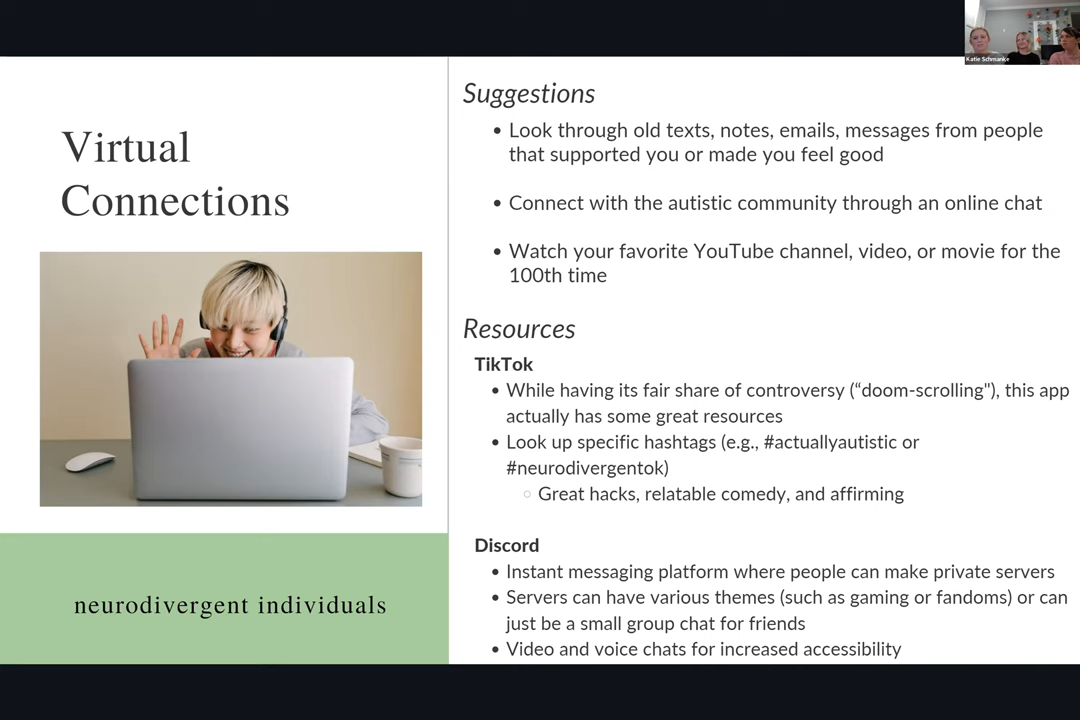 Katie Schmanke
Virtual
Connections
neurodivergent individuals
Suggestions
• Look through old texts, notes, emails, messages from people
that supported you or made you feel good
• Connect with the autistic community through an online chat
• Watch your favorite YouTube channel, video, or movie for the
100th time
Resources
TikTok
• While having its fair share of controversy (“doom-scrolling"), this app
actually has some great resources
• Look up specific hashtags (e.g., #actuallyautistic or
#neurodivergentok)
○ Great hacks, relatable comedy, and affirming
Discord
• Instant messaging platform where people can make private servers
• Servers can have various themes (such as gaming or fandoms) or can
just be a small group chat for friends
• Video and voice chats for increased accessibility